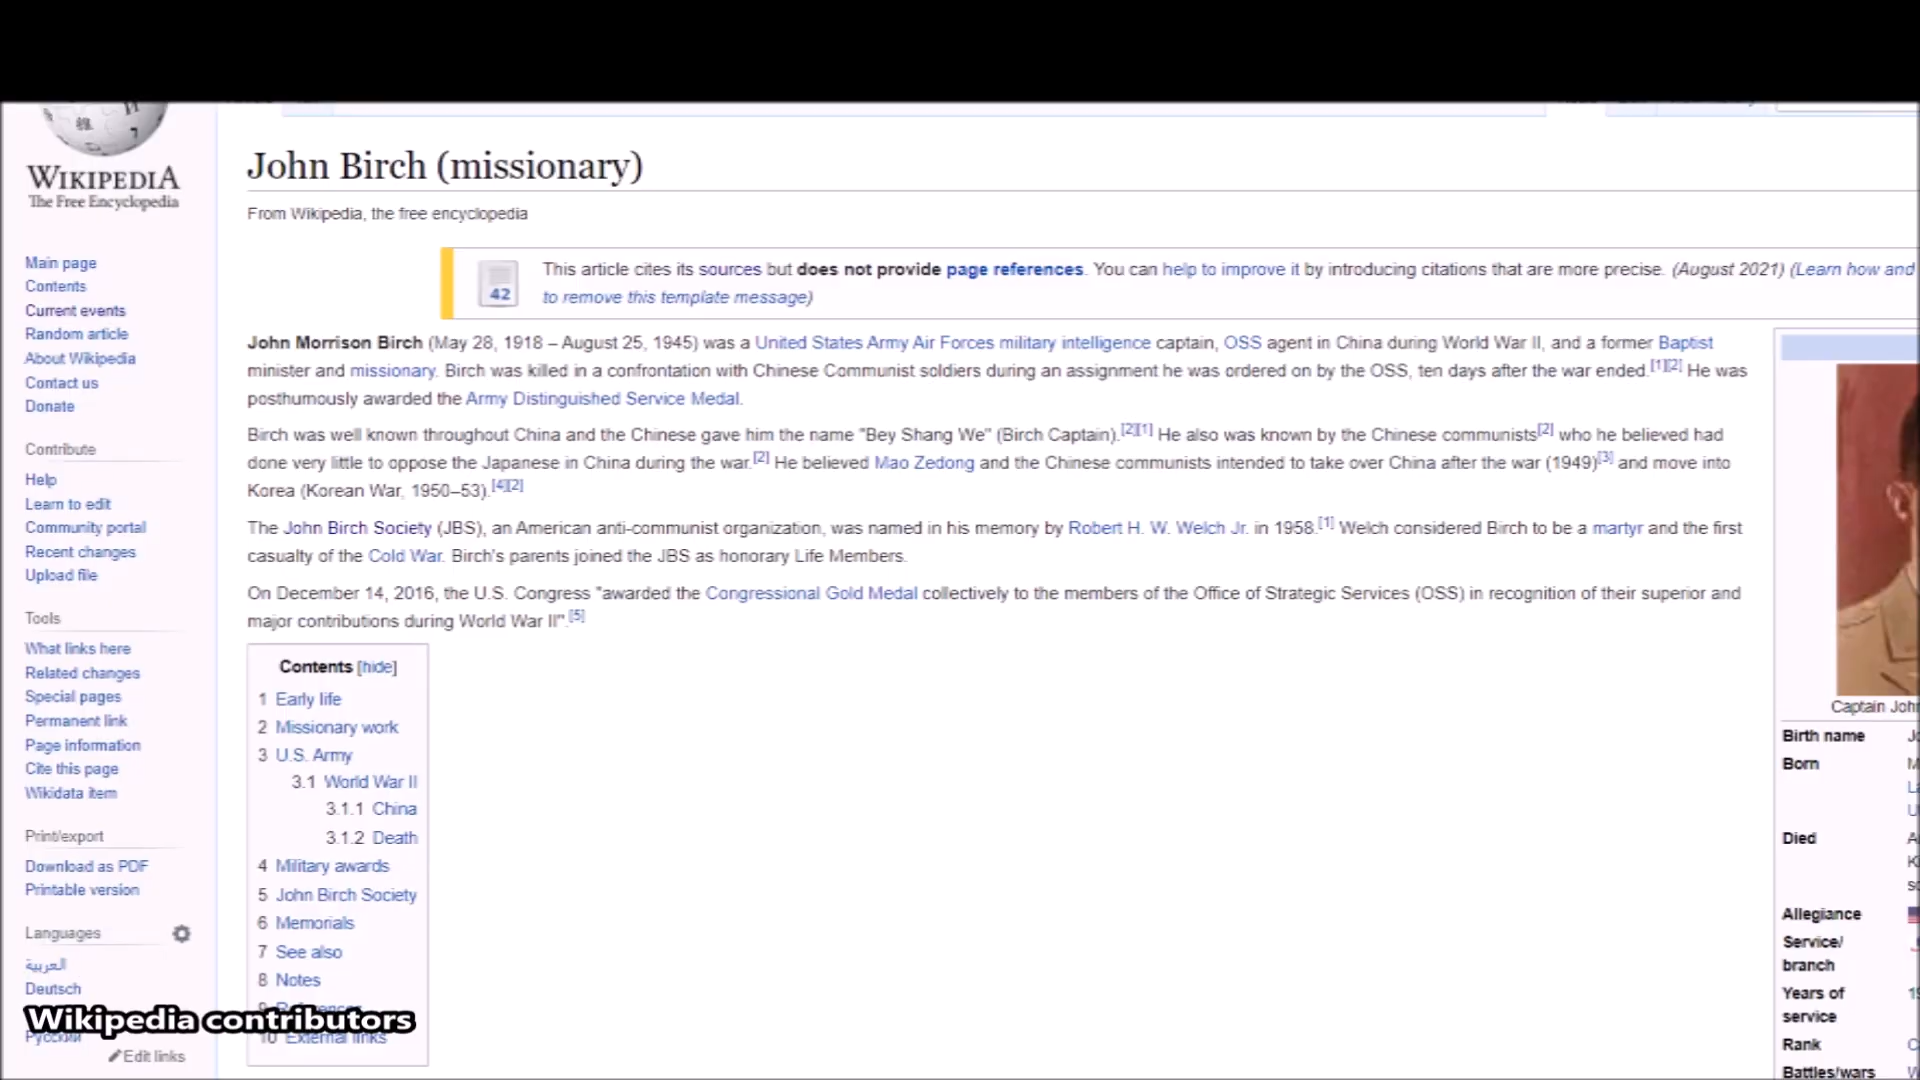 WIKIPEDIA
The Free Encyclopedia
Main page
Contents
Current events
Random article
About Wikipedia
Contact us
Donate
Contribute
Help
Learn to edit
Community portal
Recent changes
Upload file
Tools
What links here
Related changes
Special pages
Permanent link
Page information
Cite this page
Wikidata item
Print/export
Download as PDF
Printable version
Languages
العربية
Deutsch
Русский
Edit links
Wikipedia contributors
John Birch (missionary)
From Wikipedia, the free encyclopedia
42
This article cites its sources but does not provide page references. You can help to improve it by introducing citations that are more precise. (August 2021) (Learn how and
to remove this template message)
John Morrison Birch (May 28, 1918 – August 25, 1945) was a United States Army Air Forces military intelligence captain, OSS agent in China during World War II, and a former Baptist
minister and missionary. Birch was killed in a confrontation with Chinese Communist soldiers during an assignment he was ordered on by the OSS, ten days after the war ended.[1][2] He was
posthumously awarded the Army Distinguished Service Medal.
Birch was well known throughout China and the Chinese gave him the name "Bey Shang We" (Birch Captain).[2][1] He also was known by the Chinese communists[2] who he believed had
done very little to oppose the Japanese in China during the war.[2] He believed Mao Zedong and the Chinese communists intended to take over China after the war (1949)[3] and move into
Korea (Korean War, 1950–53).[4][2]
The John Birch Society (JBS), an American anti-communist organization, was named in his memory by Robert H. W. Welch Jr. in 1958.[1] Welch considered Birch to be a martyr and the first
casualty of the Cold War. Birch's parents joined the JBS as honorary Life Members.
On December 14, 2016, the U.S. Congress "awarded the Congressional Gold Medal collectively to the members of the Office of Strategic Services (OSS) in recognition of their superior and
major contributions during World War II".[5]
Contents [hide]
1 Early life
2 Missionary work
3 U.S. Army
3.1 World War II
3.1.1 China
3.1.2 Death
4 Military awards
5 John Birch Society
6 Memorials
7 See also
8 Notes
9 References
10 External links
Captain John
Birth name
Born
Died
Allegiance
Service/
branch
Years of
service
Rank
Battles/wars